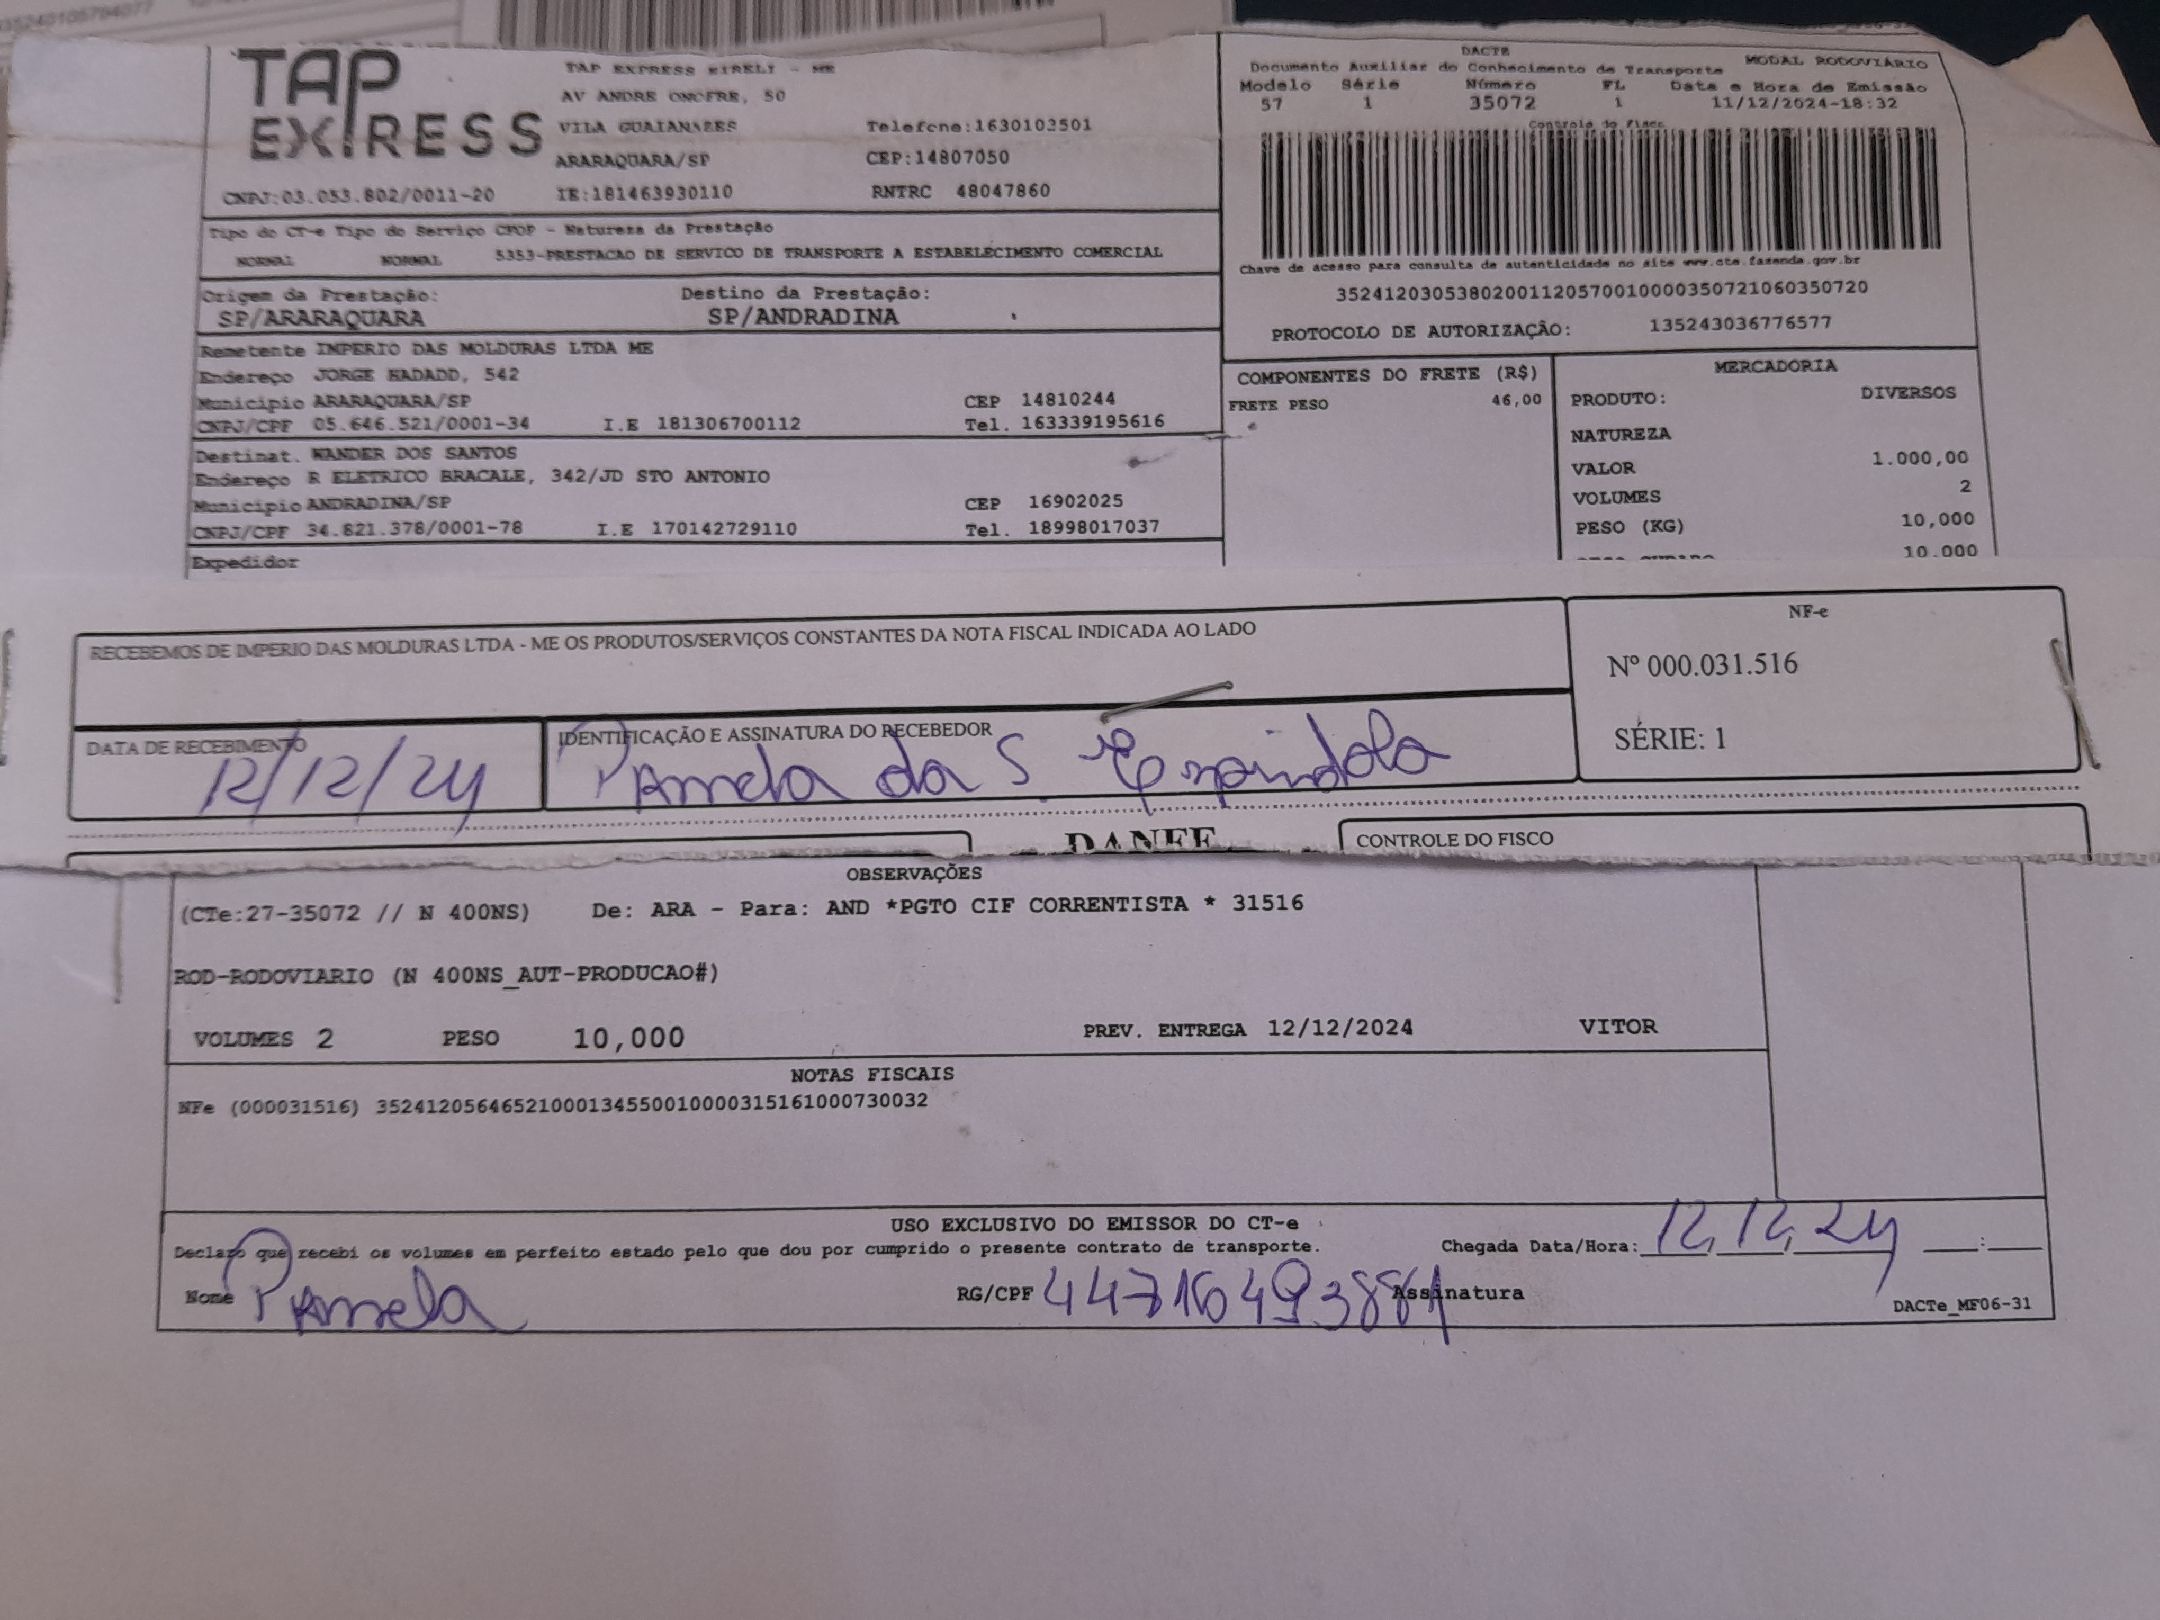 TAP EXPRESS
TAP EXPRESS EIRELI - ME
AV ANDRE ONOFRE, 50
VILA GUAIANAZES Telefone:1630103501
ARARAQUARA/SP CEP:14807050
CNPJ:03.053.802/0011-20 IE:181463930110 RNTRC 48047860
Tipo do CT-e Tipo do Serviço CFOP - Natureza da Prestação
NORMAL NORMAL 5353-PRESTACAO DE SERVICO DE TRANSPORTE A ESTABELECIMENTO COMERCIAL
Origem da Prestação: Destino da Prestação:
SP/ARARAQUARA SP/ANDRADINA
Remetente IMPERIO DAS MOLDURAS LTDA ME
Endereço JORGE HADADD, 542
Município ARARAQUARA/SP CEP 14810244
CNPJ/CPF 05.646.521/0001-34 I.E 181306700112 Tel. 163339195616
Destinat. WANDER DOS SANTOS
Endereço R ELETRICO BRACALE, 342/JD STO ANTONIO
Município ANDRADINA/SP CEP 16902025
CNPJ/CPF 34.821.378/0001-78 I.E 170142729110 Tel. 18998017037
Expedidor
DACTE
Documento Auxiliar do Conhecimento de Transporte MODAL RODOVIÁRIO
Modelo Série Número FL Data e Hora de Emissão
57 1 35072 1 11/12/2024-18:32
Controle do Fisco
Chave de acesso para consulta de autenticidade no site www.cte.fazenda.gov.br
35241203053802001120570010000350721060350720
PROTOCOLO DE AUTORIZAÇÃO: 135243036776577
COMPONENTES DO FRETE (R$)
FRETE PESO 46,00
MERCADORIA
PRODUTO: DIVERSOS
NATUREZA
VALOR 1.000,00
VOLUMES 2
PESO (KG) 10,000
10.000
RECEBEMOS DE IMPERIO DAS MOLDURAS LTDA - ME OS PRODUTOS/SERVIÇOS CONSTANTES DA NOTA FISCAL INDICADA AO LADO
NF-e
Nº 000.031.516
SÉRIE: 1
DATA DE RECEBIMENTO
12/12/24
IDENTIFICAÇÃO E ASSINATURA DO RECEBEDOR
Pamela da S. Espindola
DANFE
CONTROLE DO FISCO
OBSERVAÇÕES
(CTe:27-35072 // N 400NS) De: ARA - Para: AND *PGTO CIF CORRENTISTA * 31516
ROD-RODOVIARIO (N 400NS_AUT-PRODUCAO#)
VOLUMES 2 PESO 10,000 PREV. ENTREGA 12/12/2024 VITOR
NOTAS FISCAIS
NFe (000031516) 35241205646521000134550010000315161000730032
USO EXCLUSIVO DO EMISSOR DO CT-e
Declaro que recebi os volumes em perfeito estado pelo que dou por cumprido o presente contrato de transporte. Chegada Data/Hora: 12 12 24 __:__
Nome Pamela RG/CPF Assinatura
DACTe_MF06-31